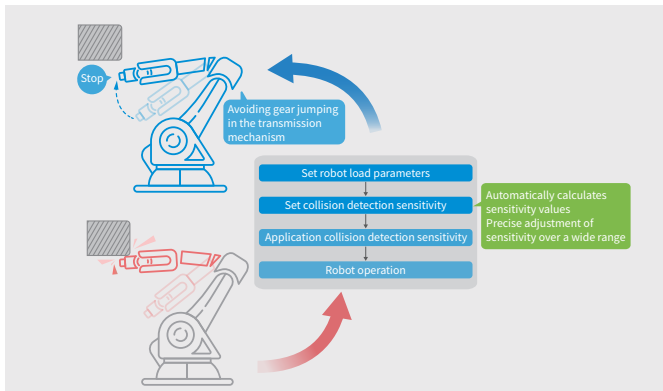 Stop
Avoiding gear jumping
in the transmission
mechanism
Set robot load parameters
Set collision detection sensitivity
Application collision detection sensitivity
Robot operation
Automatically calculates
sensitivity values
Precise adjustment of
sensitivity over a wide range